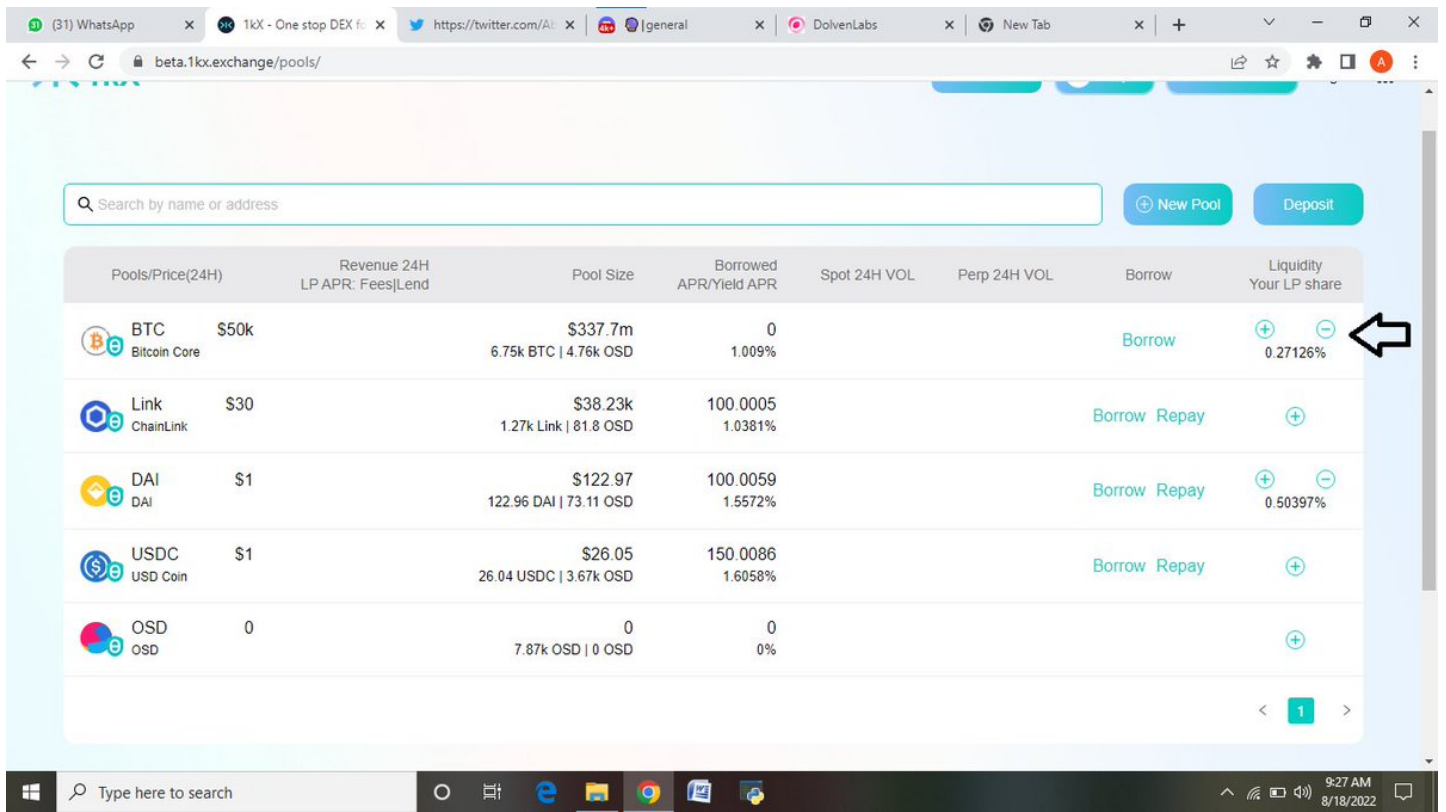 (31) WhatsApp
1kX - One stop DEX fo
https://twitter.com/Ab
4k+
|general
DolvenLabs
New Tab
beta.1kx.exchange/pools/
A
Search by name or address
New Pool
Deposit
Pools/Price(24H)
Revenue 24H
LP APR: Fees|Lend
Pool Size
Borrowed
APR/Yield APR
Spot 24H VOL
Perp 24H VOL
Borrow
Liquidity
Your LP share
BTC $50k $337.7m 0
Bitcoin Core 6.75k BTC | 4.76k OSD 1.009% Borrow 0.27126%
Link $30 $38.23k 100.0005
ChainLink 1.27k Link | 81.8 OSD 1.0381% Borrow Repay
DAI $1 $122.97 100.0059
DAI 122.96 DAI | 73.11 OSD 1.5572% Borrow Repay 0.50397%
USDC $1 $26.05 150.0086
USD Coin 26.04 USDC | 3.67k OSD 1.6058% Borrow Repay
OSD 0 0 0
OSD 7.87k OSD | 0 OSD 0%
< 1 >
Type here to search
9:27 AM
8/18/2022